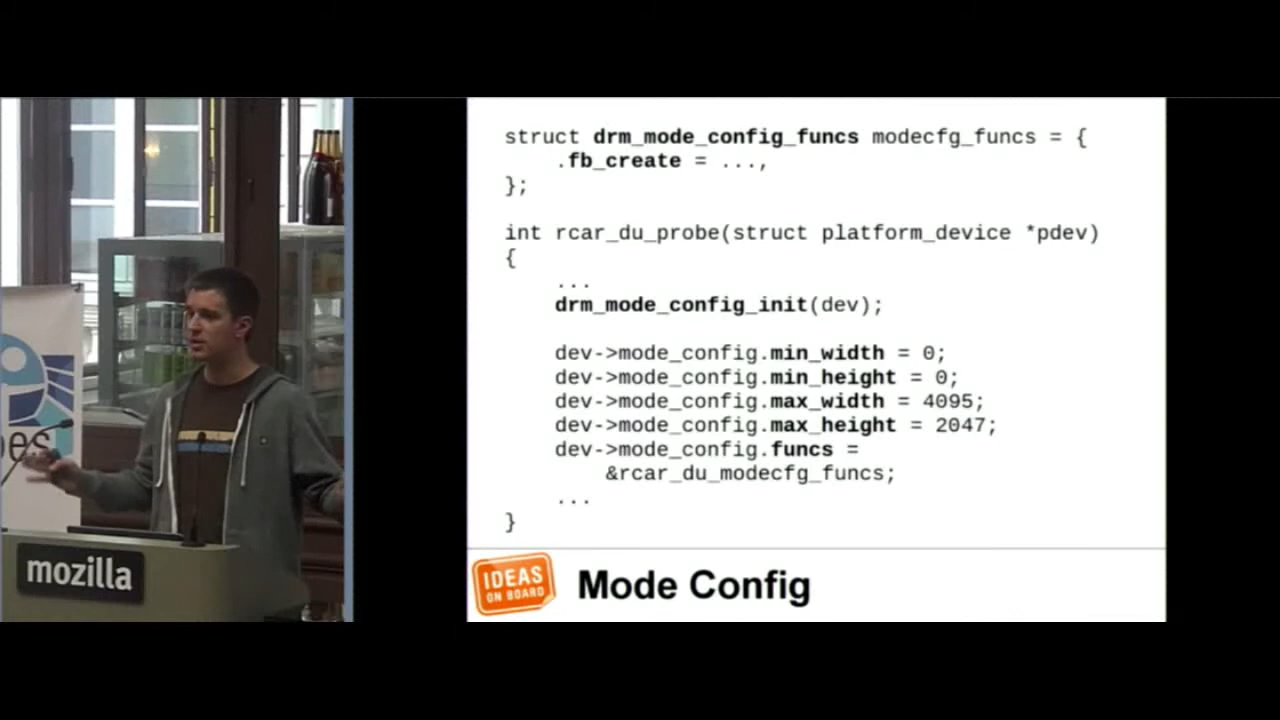 struct drm_mode_config_funcs modecfg_funcs = {
    .fb_create = ...,
};

int rcar_du_probe(struct platform_device *pdev)
{
    ...
    drm_mode_config_init(dev);

    dev->mode_config.min_width = 0;
    dev->mode_config.min_height = 0;
    dev->mode_config.max_width = 4095;
    dev->mode_config.max_height = 2047;
    dev->mode_config.funcs =
        &rcar_du_modecfg_funcs;
    ...
}
IDEAS
ON BOARD
Mode Config
mozilla